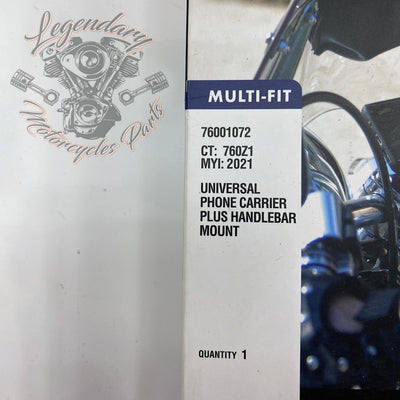 Legendary
Motorcycles Parts
MULTI-FIT
76001072
CT: 760Z1
MYI: 2021
UNIVERSAL
PHONE CARRIER
PLUS HANDLEBAR
MOUNT
QUANTITY 1